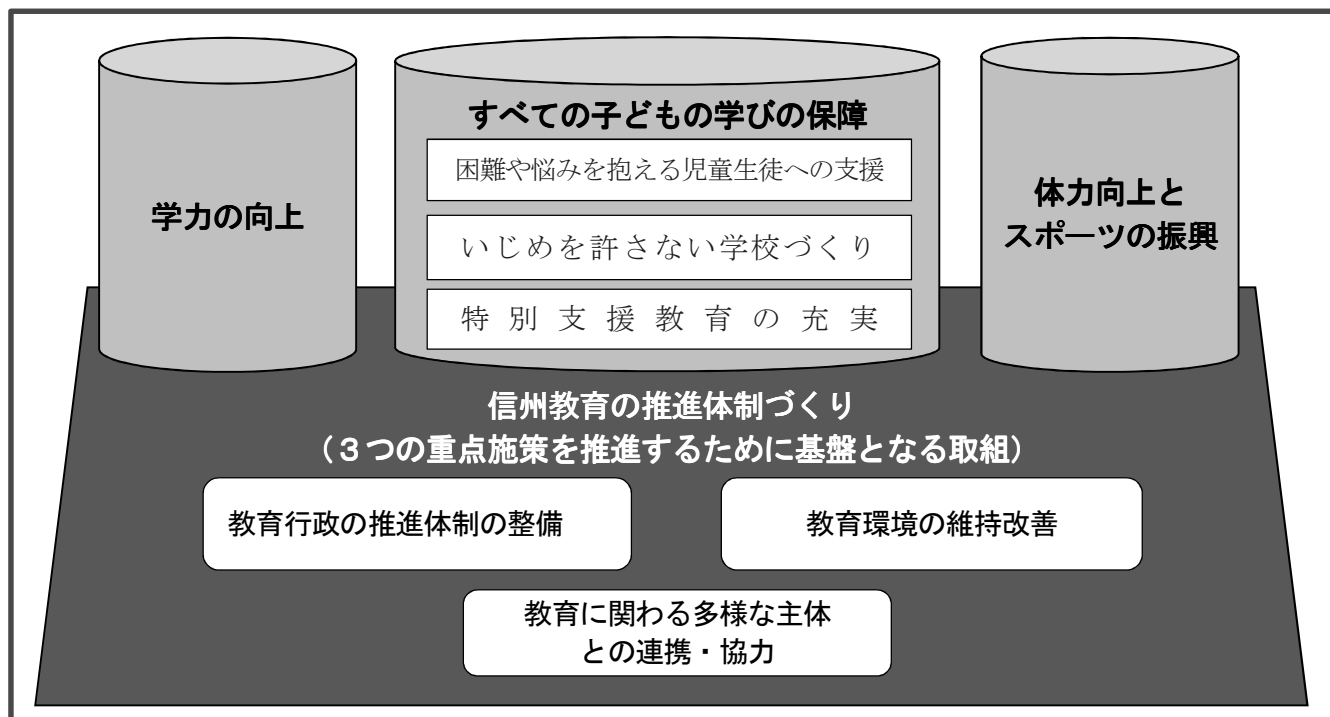 すべての子どもの学びの保障
困難や悩みを抱える児童生徒への支援
いじめを許さない学校づくり
特別支援教育の充実
学力の向上
体力向上と
スポーツの振興
信州教育の推進体制づくり
（３つの重点施策を推進するために基盤となる取組）
教育行政の推進体制の整備
教育環境の維持改善
教育に関わる多様な主体
との連携・協力